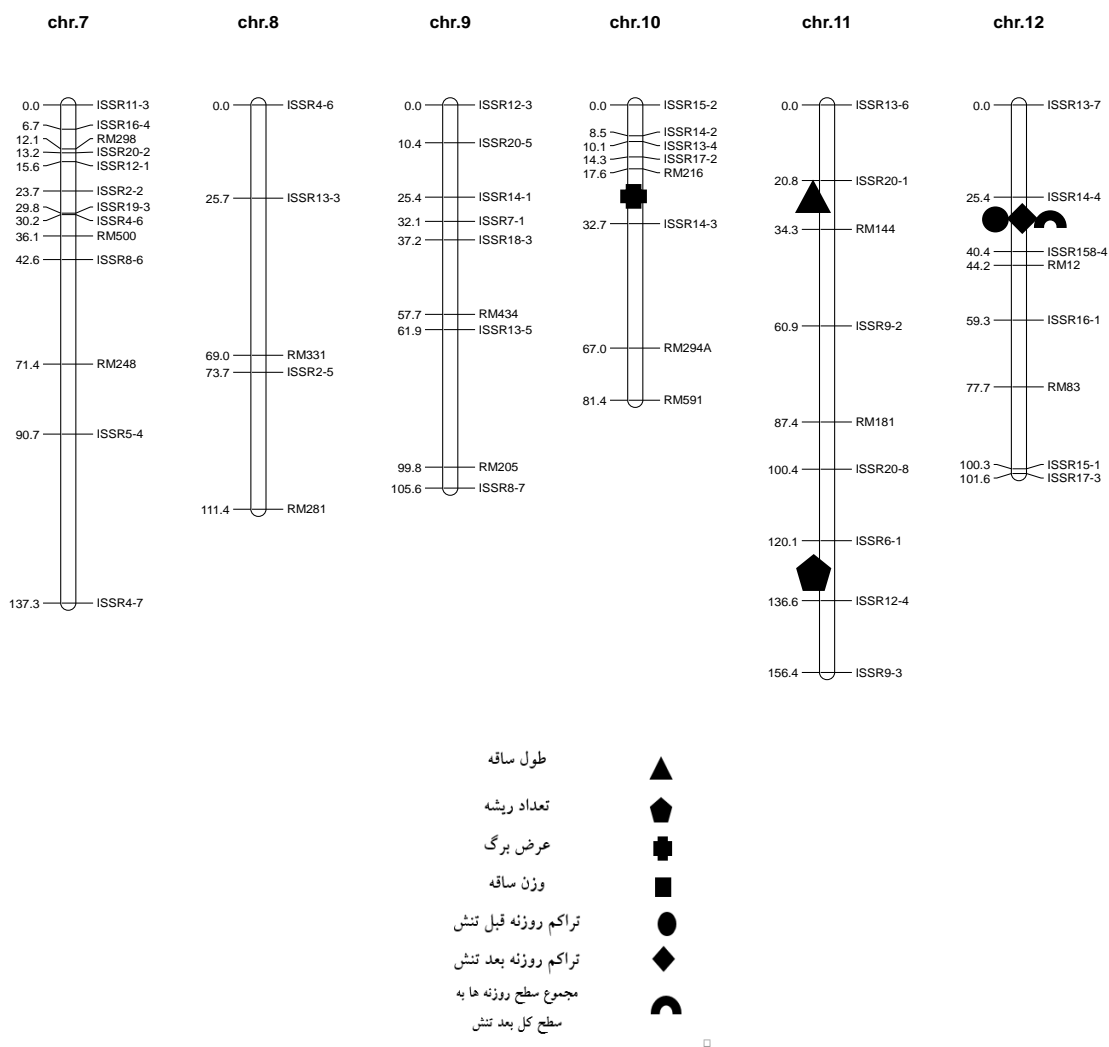 chr.7 chr.8 chr.9 chr.10 chr.11 chr.12
0.0 ISSR11-3
6.7 ISSR16-4
12.1 RM298
13.2 ISSR20-2
15.6 ISSR12-1
23.7 ISSR2-2
29.8 ISSR19-3
30.2 ISSR4-6
36.1 RM500
42.6 ISSR8-6
71.4 RM248
90.7 ISSR5-4
137.3 ISSR4-7
0.0 ISSR4-6
25.7 ISSR13-3
69.0 RM331
73.7 ISSR2-5
111.4 RM281
0.0 ISSR12-3
10.4 ISSR20-5
25.4 ISSR14-1
32.1 ISSR7-1
37.2 ISSR18-3
57.7 RM434
61.9 ISSR13-5
99.8 RM205
105.6 ISSR8-7
0.0 ISSR15-2
8.5 ISSR14-2
10.1 ISSR13-4
14.3 ISSR17-2
17.6 RM216
32.7 ISSR14-3
67.0 RM294A
81.4 RM591
0.0 ISSR13-6
20.8 ISSR20-1
34.3 RM144
60.9 ISSR9-2
87.4 RM181
100.4 ISSR20-8
120.1 ISSR6-1
136.6 ISSR12-4
156.4 ISSR9-3
0.0 ISSR13-7
25.4 ISSR14-4
40.4 ISSR158-4
44.2 RM12
59.3 ISSR16-1
77.7 RM83
100.3 ISSR15-1
101.6 ISSR17-3
طول ساقه
تعداد ریشه
عرض برگ
وزن ساقه
تراکم روزنه قبل تنش
تراکم روزنه بعد تنش
مجموع سطح روزنه ها به
سطح کل بعد تنش